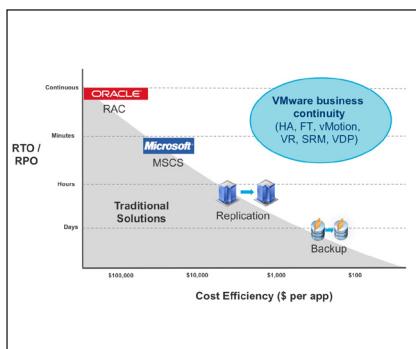 Continuous
ORACLE
RAC
VMware business
continuity
(HA, FT, vMotion,
VR, SRM, VDP)
Minutes
Microsoft
MSCS
RTO /
RPO
Hours
Traditional
Solutions
Replication
Days
Backup
$100,000 $10,000 $1,000 $100
Cost Efficiency ($ per app)